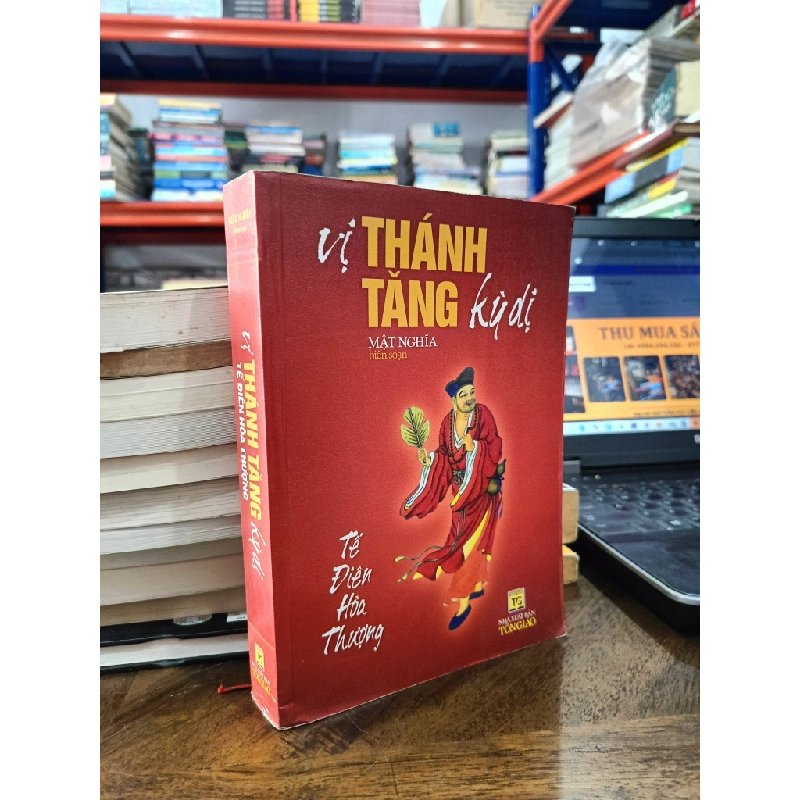 vị THÁNH
TĂNG kỳ dị
MẬT NGHĨA
biên soạn
Tế
Điên
Hòa
Thượng
NHÀ XUẤT BẢN
TÔN GIÁO
vị THÁNH TĂNG kỳ dị
TẾ ĐIÊN HÒA THƯỢNG
THU MUA SÁ